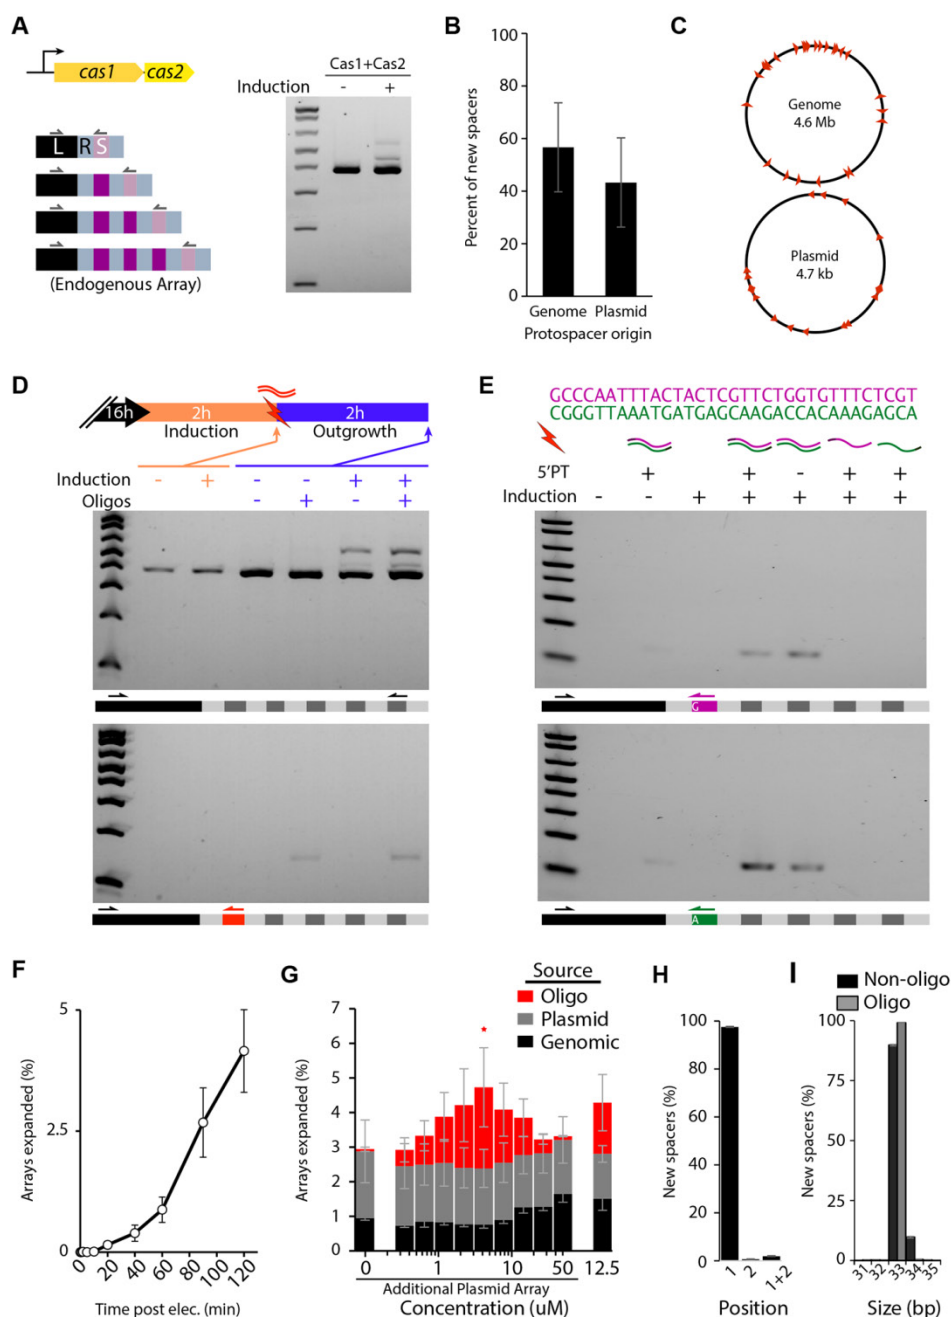 A
cas1
cas2
L
R
S
(Endogenous Array)
Cas1+Cas2
Induction
-
+
B
100
80
60
40
20
0
Percent of new spacers
Genome
Plasmid
Protospacer origin
C
Genome
4.6 Mb
Plasmid
4.7 kb
D
16h
2h
2h
Induction
Outgrowth
Induction - + - - + +
Oligos - + - +
E
GCCCAATTTACTACTCGTTCTGGTGTTTCTCGT
CGGGTTAAATGATGAGCAAGACCACAAAGAGCA
5'PT + + - + +
Induction - - + + + + +
G
A
F
5
2.5
0
Arrays expanded (%)
0 20 40 60 80 100 120
Time post elec. (min)
G
Source
Oligo
Plasmid
Genomic
*
7
6
5
4
3
2
1
0
Arrays expanded (%)
0 1 10 50 12.5
Additional Plasmid Array
Concentration (uM)
H
100
80
60
40
20
0
New spacers (%)
1 2 1+2
Position
I
Non-oligo
Oligo
100
75
50
25
0
New spacers (%)
31 32 33 34 35
Size (bp)